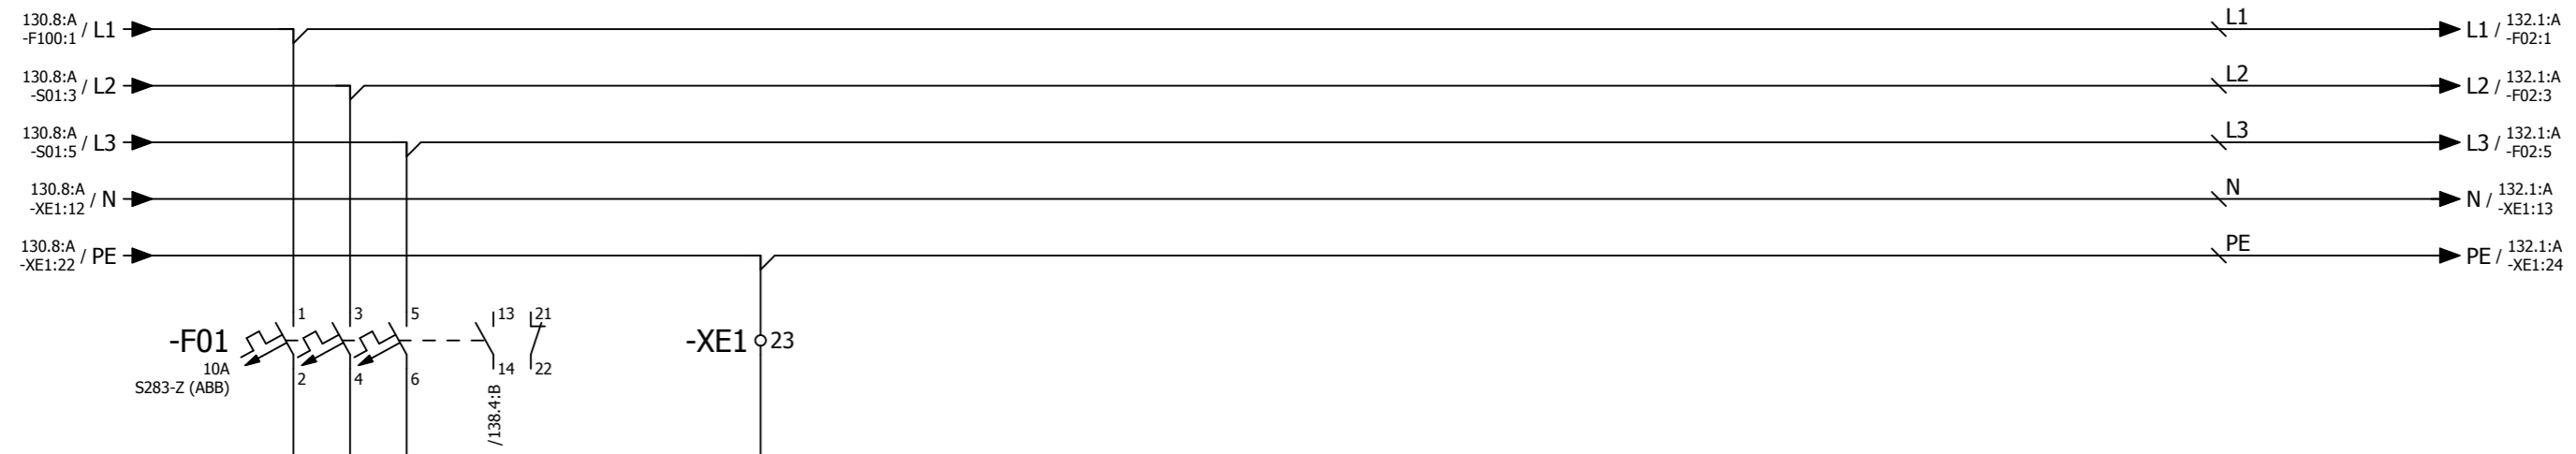 130.8:A
-F100:1 / L1
L1
L1 / 132.1:A
-F02:1
130.8:A
-S01:3 / L2
L2
L2 / 132.1:A
-F02:3
130.8:A
-S01:5 / L3
L3
L3 / 132.1:A
-F02:5
130.8:A
-XE1:12 / N
N
N / 132.1:A
-XE1:13
130.8:A
-XE1:22 / PE
PE
PE / 132.1:A
-XE1:24
1 3 5 13 21
-F01
-XE1 23
10A
S283-Z (ABB)
2 4 6 14 22
/138.4:B